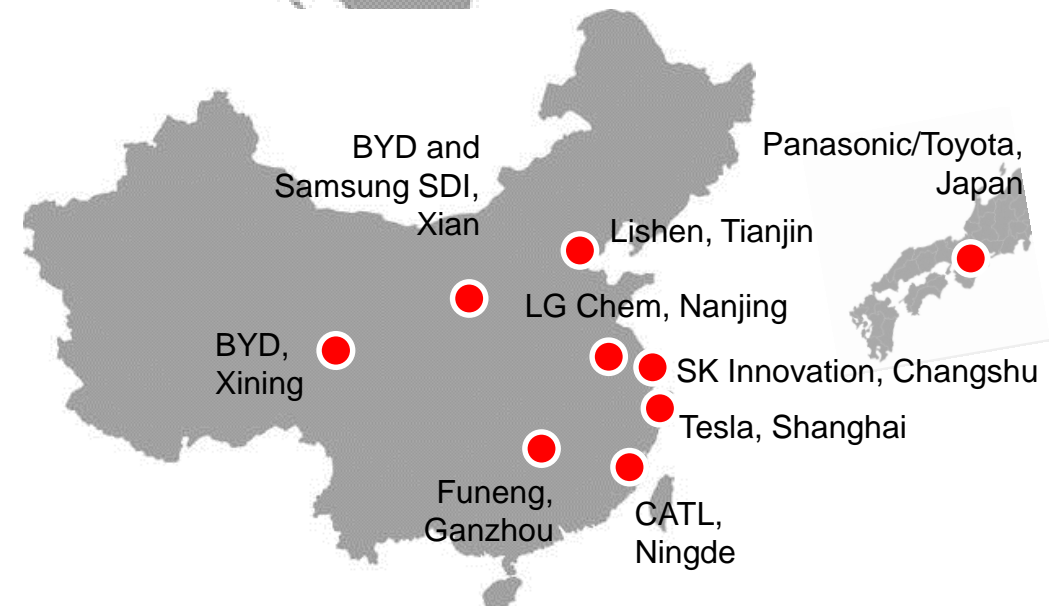 BYD and
Samsung SDI,
Xian
Panasonic/Toyota,
Japan
Lishen, Tianjin
LG Chem, Nanjing
BYD,
Xining
SK Innovation, Changshu
Tesla, Shanghai
Funeng,
Ganzhou
CATL,
Ningde